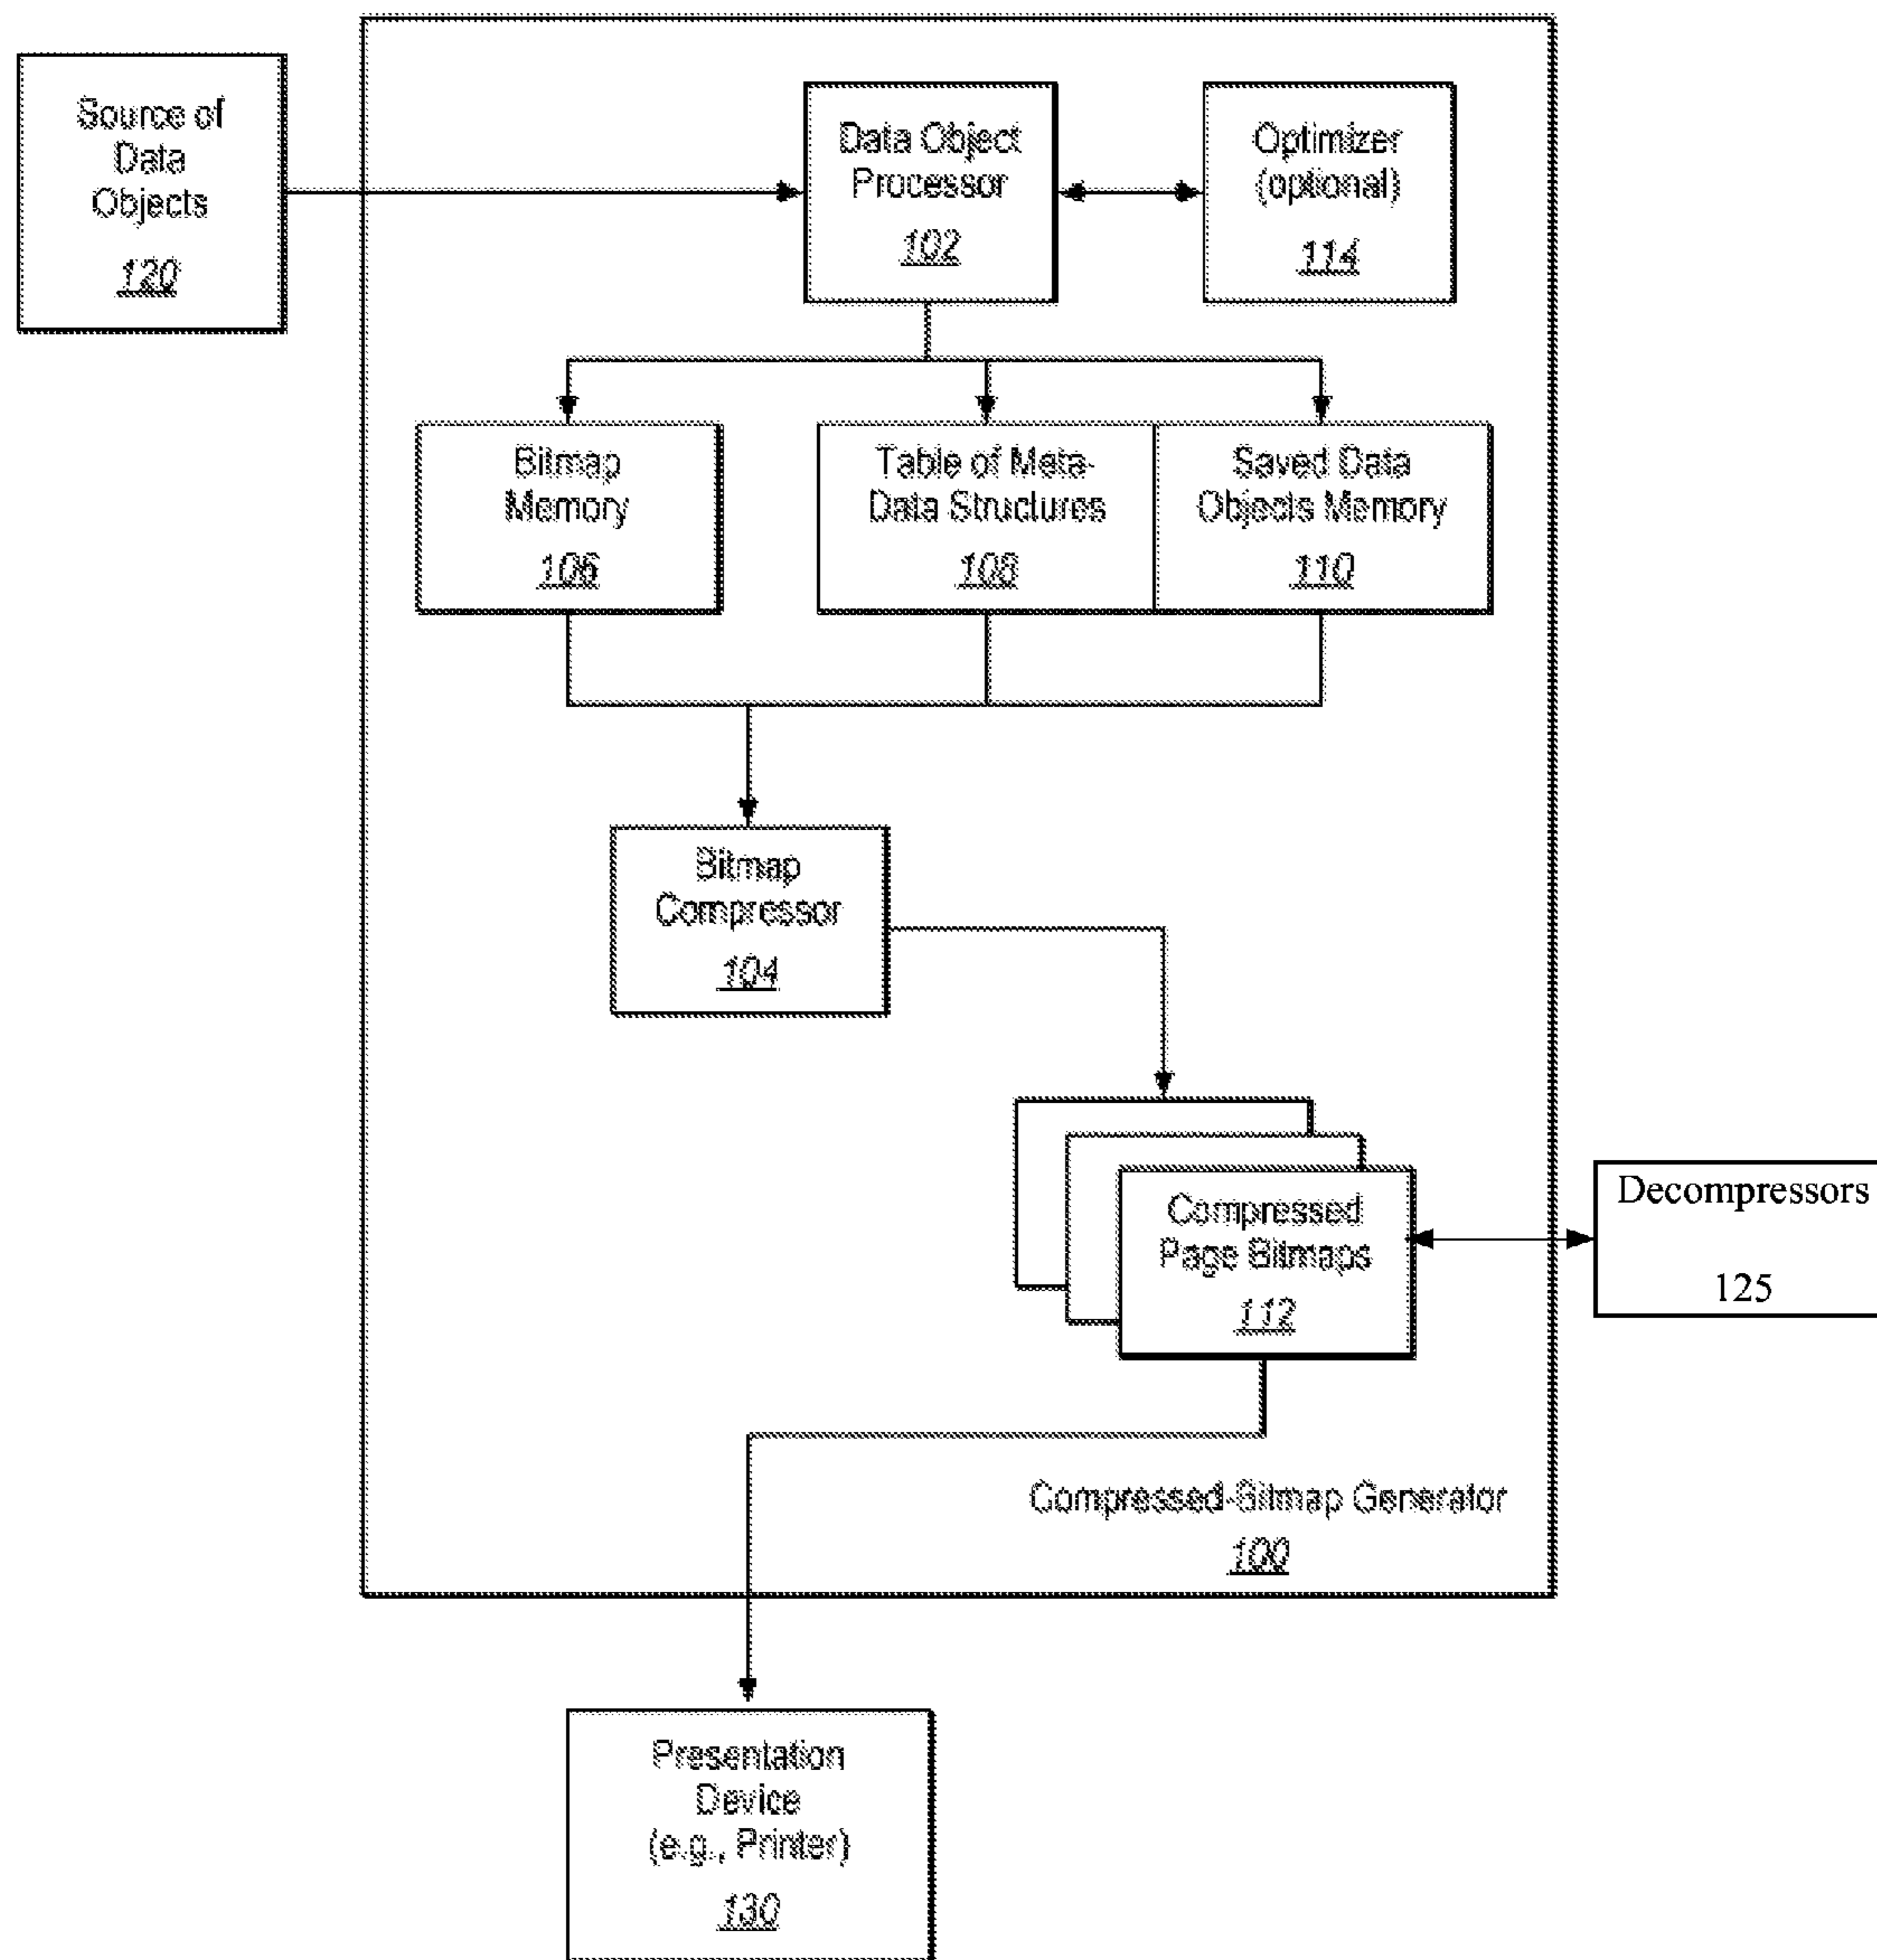 Source of
Data
Objects
120
Data Object
Processor
102
Optimizer
(optional)
114
Bitmap
Memory
106
Table of Meta-
Data Structures
108
Saved Data
Objects Memory
110
Bitmap
Compressor
104
Compressed
Page Bitmaps
112
Decompressors
125
Compressed-Bitmap Generator
100
Presentation
Device
(e.g., Printer)
130